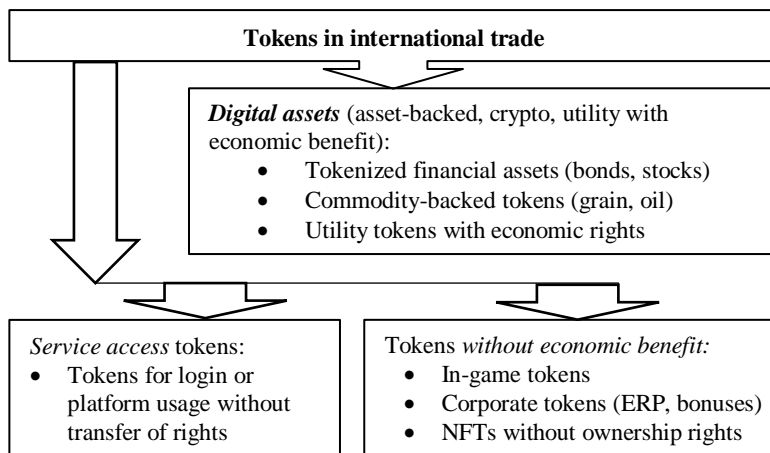 Tokens in international trade
Digital assets (asset-backed, crypto, utility with
economic benefit):
• Tokenized financial assets (bonds, stocks)
• Commodity-backed tokens (grain, oil)
• Utility tokens with economic rights
Service access tokens:
• Tokens for login or
platform usage without
transfer of rights
Tokens without economic benefit:
• In-game tokens
• Corporate tokens (ERP, bonuses)
• NFTs without ownership rights